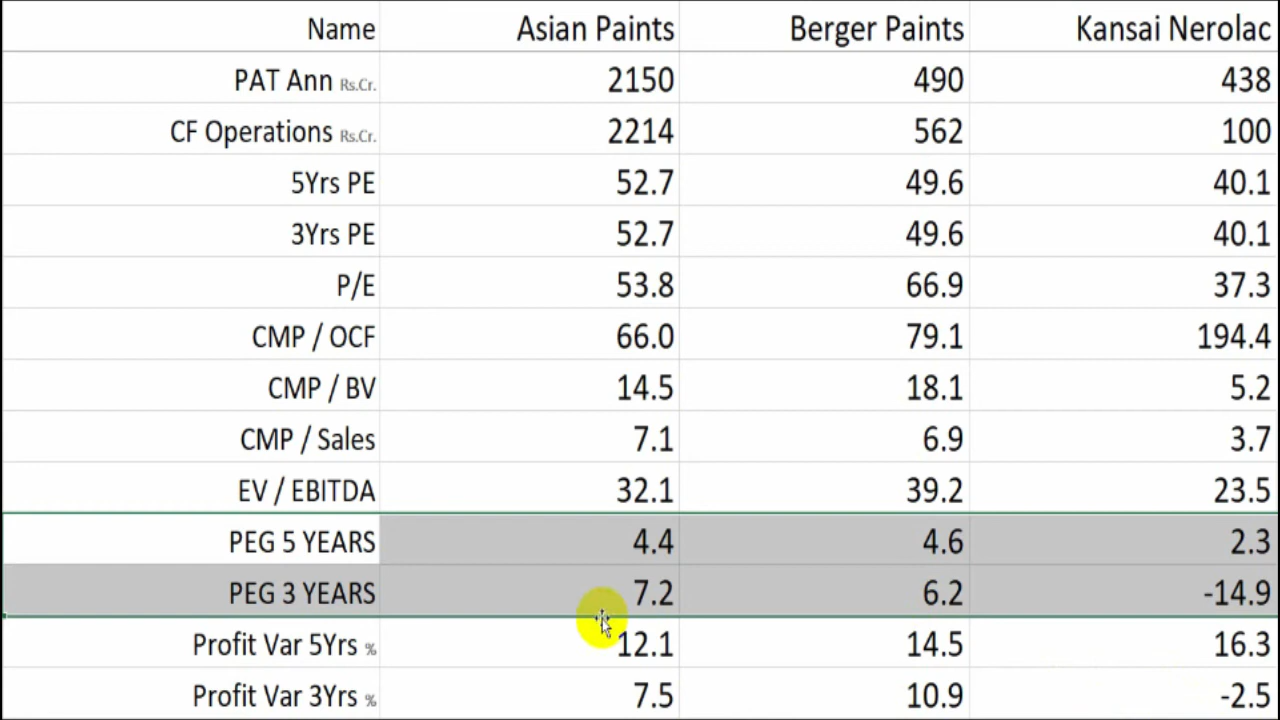 Name Asian Paints Berger Paints Kansai Nerolac
PAT Ann Rs.Cr. 2150 490 438
CF Operations Rs.Cr. 2214 562 100
5Yrs PE 52.7 49.6 40.1
3Yrs PE 52.7 49.6 40.1
P/E 53.8 66.9 37.3
CMP / OCF 66.0 79.1 194.4
CMP / BV 14.5 18.1 5.2
CMP / Sales 7.1 6.9 3.7
EV / EBITDA 32.1 39.2 23.5
PEG 5 YEARS 4.4 4.6 2.3
PEG 3 YEARS 7.2 6.2 -14.9
Profit Var 5Yrs % 12.1 14.5 16.3
Profit Var 3Yrs % 7.5 10.9 -2.5